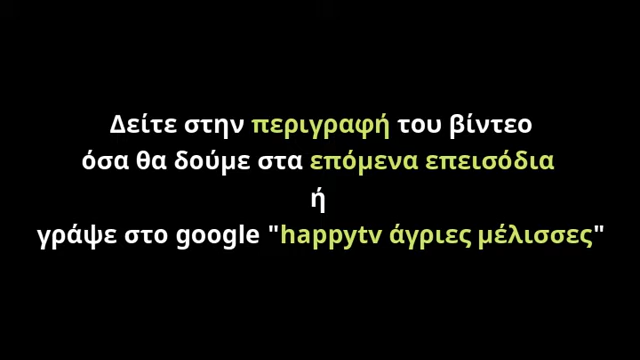 Δείτε στην περιγραφή του βίντεο
όσα θα δούμε στα επόμενα επεισόδια
ή
γράψε στο google "happytv άγριες μέλισσες"